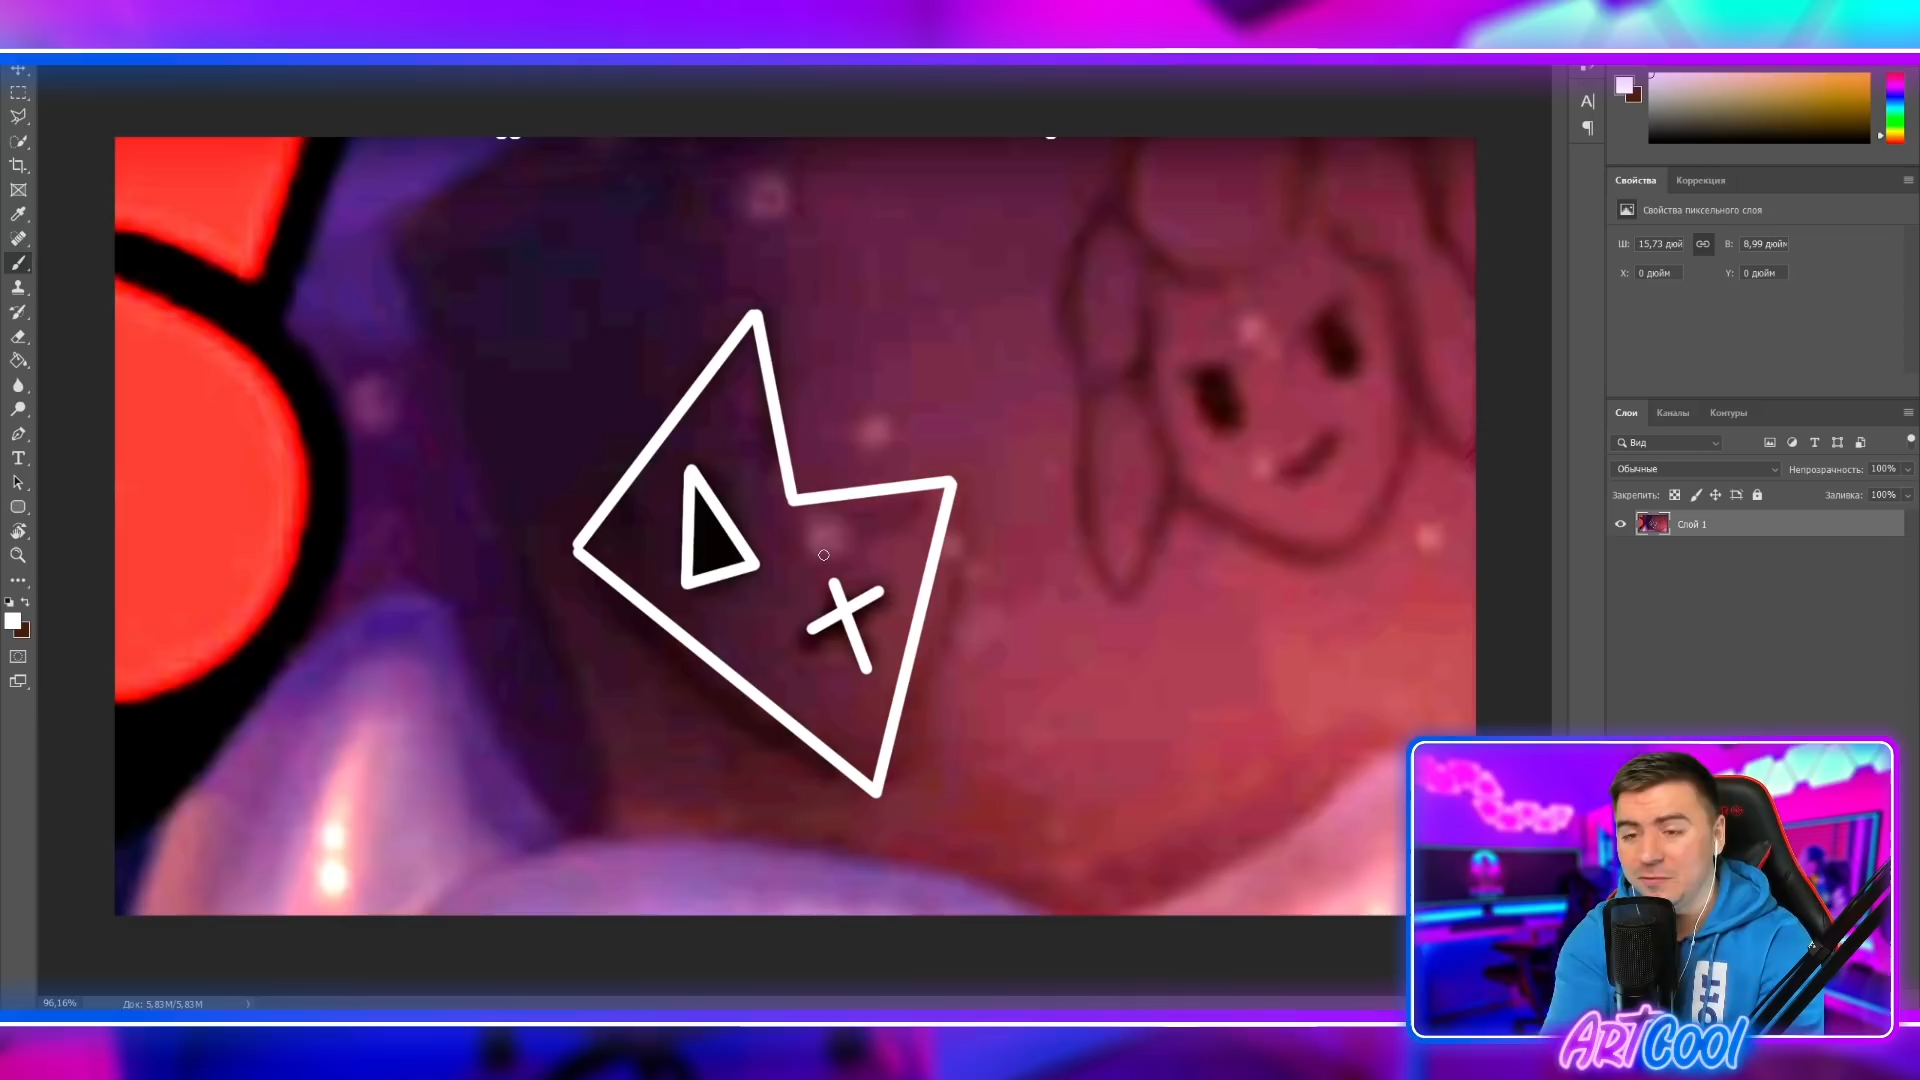 Свойства Коррекция
Свойства пиксельного слоя
Ш: 15,73 дюй В: 8,99 дюйм
X: 0 дюйм Y: 0 дюйм
Слои Каналы Контуры
Вид
Обычные Непрозрачность: 100%
Закрепить: Заливка: 100%
Слой 1
96,16% Док: 5,83M/5,83M
ARTCOOL